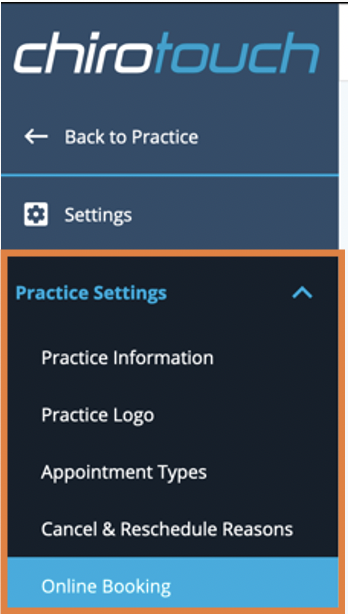 chirotouch
Back to Practice
Settings
Practice Settings
Practice Information
Practice Logo
Appointment Types
Cancel & Reschedule Reasons
Online Booking